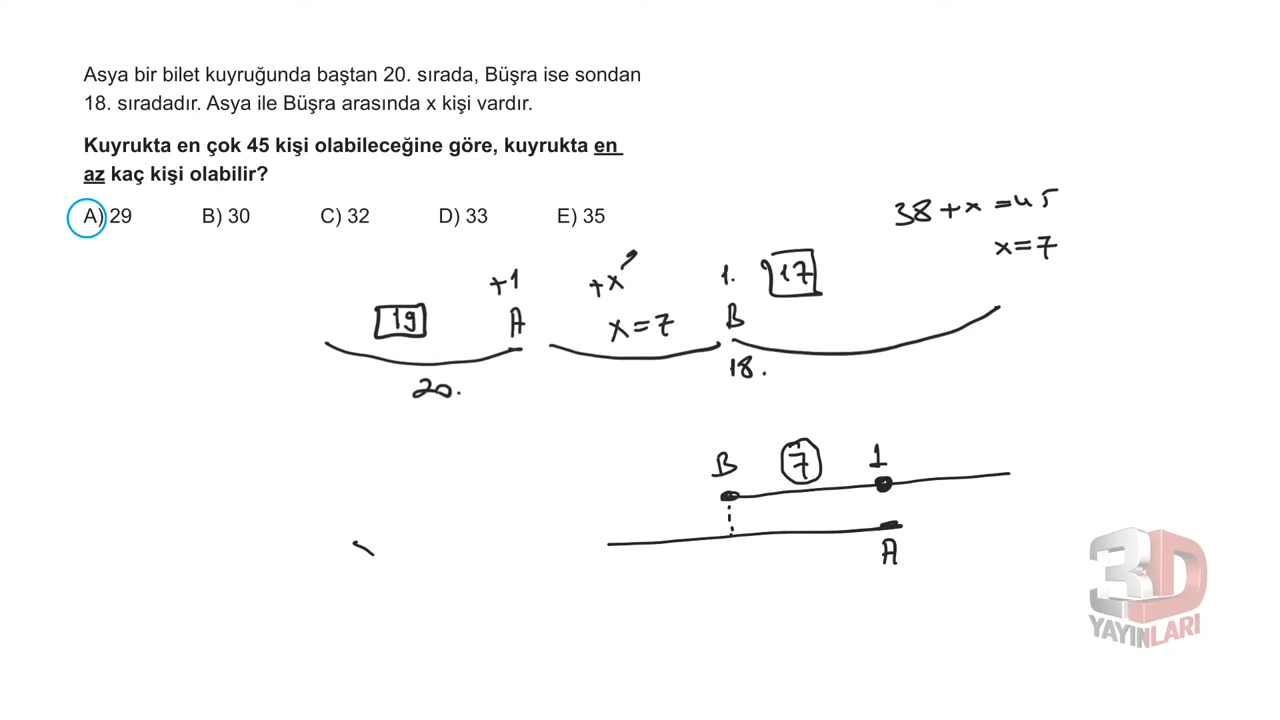 Asya bir bilet kuyruğunda baştan 20. sırada, Büşra ise sondan
18. sıradadır. Asya ile Büşra arasında x kişi vardır.
Kuyrukta en çok 45 kişi olabileceğine göre, kuyrukta en
az kaç kişi olabilir?
A) 29 B) 30 C) 32 D) 33 E) 35
38 + x = 45
x = 7
+1 +x 1. 17
19 A x = 7 B
20. 18.
B 7 1
A
3D
YAYINLARI